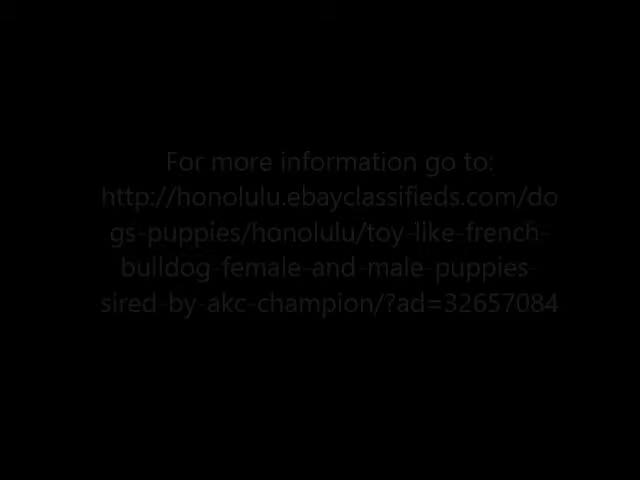 For more information go to:
http://honolulu.ebayclassifieds.com/do
gs-puppies/honolulu/toy-like-french-
bulldog-female-and-male-puppies-
sired-by-akc-champion/?ad=32657084